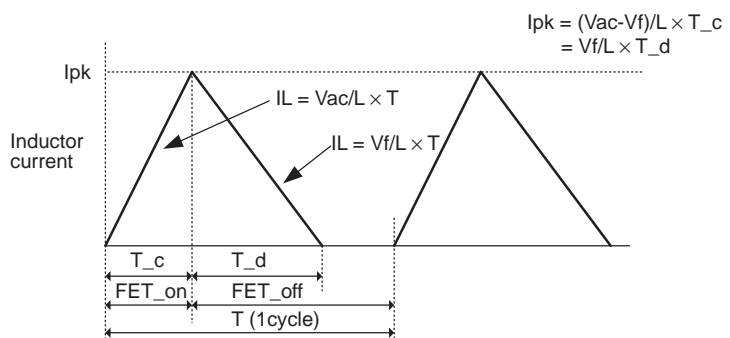 Ipk = (Vac-Vf)/L × T_c
= Vf/L × T_d
Ipk
IL = Vac/L × T
Inductor
current
IL = Vf/L × T
T_c
T_d
FET_on
FET_off
T (1cycle)